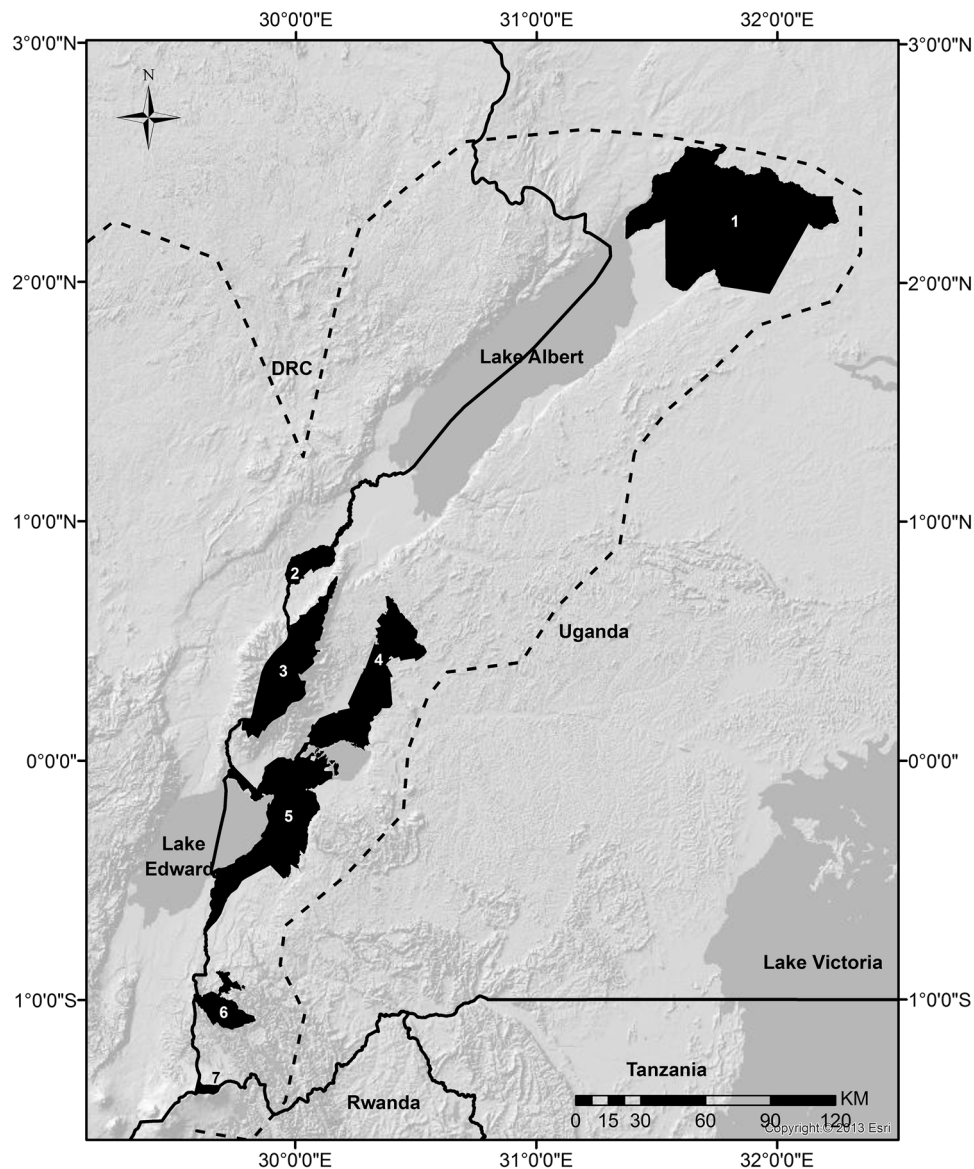 30°0'0"E 31°0'0"E 32°0'0"E
3°0'0"N 3°0'0"N
N
1
2°0'0"N 2°0'0"N
Lake Albert
DRC
1°0'0"N 1°0'0"N
2
Uganda
4
3
0°0'0" 0°0'0"
5
Lake
Edward
Lake Victoria
1°0'0"S 1°0'0"S
6
Tanzania
7
KM
Rwanda
0 15 30 60 90 120
Copyright:© 2013 Esri
30°0'0"E 31°0'0"E 32°0'0"E